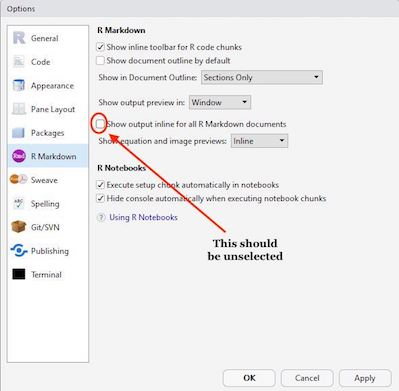 Options
R General
Code
Appearance
Pane Layout
Packages
Rmd R Markdown
Sweave
ABC Spelling
Git/SVN
Publishing
Terminal
R Markdown
Show inline toolbar for R code chunks
Show document outline by default
Show in Document Outline: Sections Only
Show output preview in: Window
Show output inline for all R Markdown documents
Show equation and image previews: Inline
R Notebooks
Execute setup chunk automatically in notebooks
Hide console automatically when executing notebook chunks
? Using R Notebooks
This should
be unselected
OK
Cancel
Apply